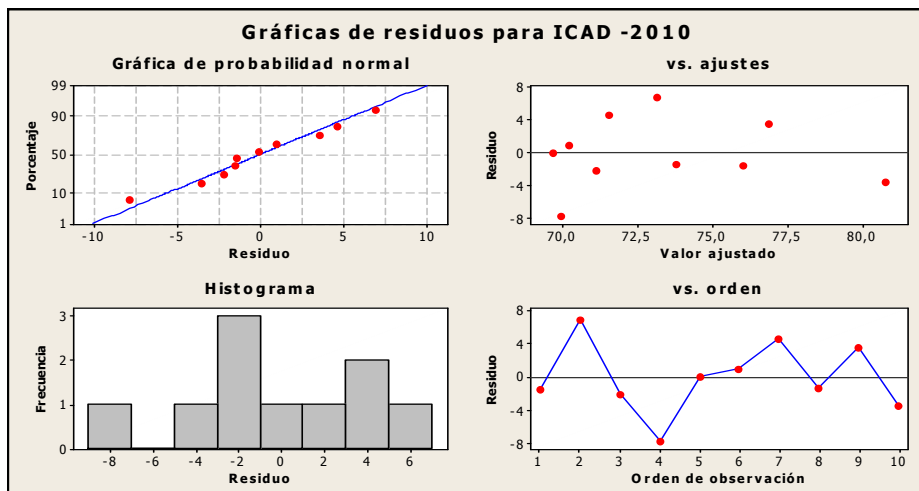 Gráficas de residuos para ICAD -2010
Gráfica de probabilidad normal
Porcentaje
99
90
50
10
1
-10 -5 0 5 10
Residuo
vs. ajustes
Residuo
8
4
0
-4
-8
70,0 72,5 75,0 77,5 80,0
Valor ajustado
Histograma
Frecuencia
3
2
1
0
-8 -6 -4 -2 0 2 4 6
Residuo
vs. orden
Residuo
8
4
0
-4
-8
1 2 3 4 5 6 7 8 9 10
Orden de observación